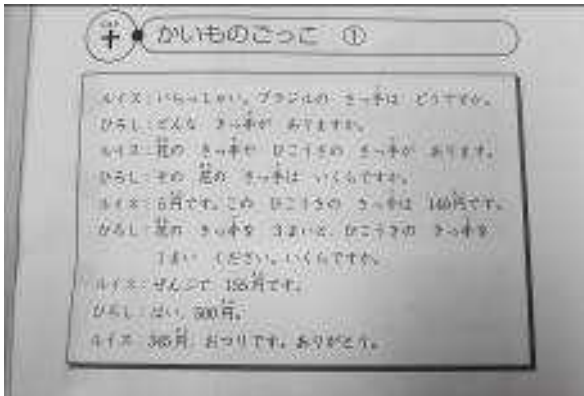 十 かいものごっこ ①
ルイス：いらっしゃい。ブラジルの きっ手は どうですか。
ひろし：どんな きっ手が ありますか。
ルイス：花の きっ手や ひこうきの きっ手が あります。
ひろし：その 花の きっ手は いくらですか。
ルイス：5円です。この ひこうきの きっ手は 140円です。
ひろし：花の きっ手を 3まいと、ひこうきの きっ手を
1まい ください。いくらですか。
ルイス：ぜんぶで 155円です。
ひろし：はい、500円。
ルイス：345円 おつりです。ありがとう。